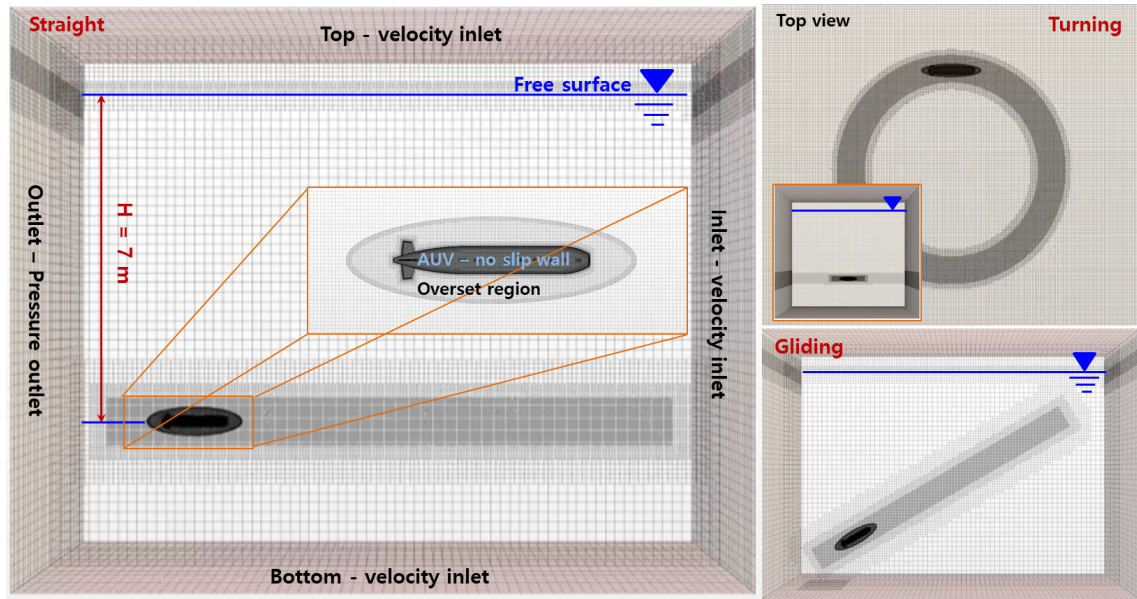 Straight
Top - velocity inlet
Free surface
H = 7 m
Outlet – Pressure outlet
AUV – no slip wall
Overset region
Inlet - velocity inlet
Bottom - velocity inlet
Top view
Turning
Gliding